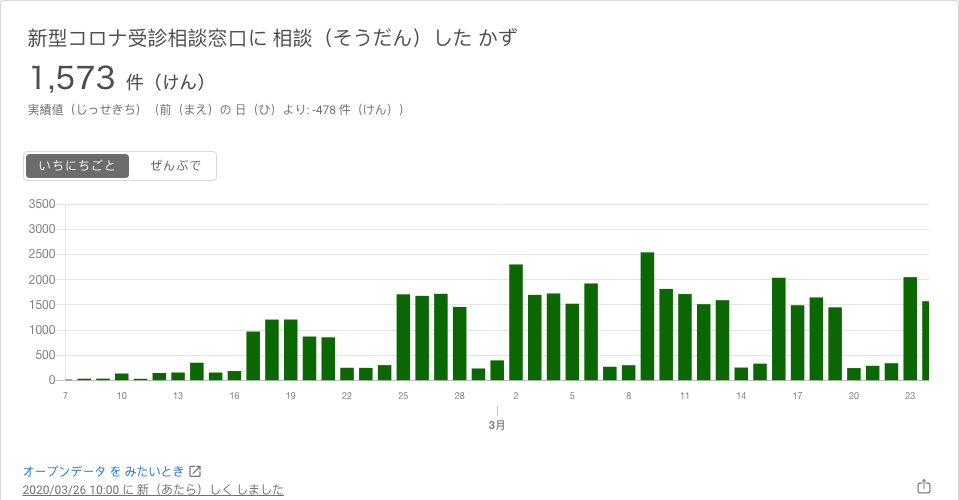 新型コロナ受診相談窓口に 相談（そうだん）した かず
1,573 件（けん）
実績値（じっせきち）（前（まえ）の 日（ひ）より: -478 件（けん））
いちにちごと ぜんぶで
3500
3000
2500
2000
1500
1000
500
0
7 10 13 16 19 22 25 28 2 5 8 11 14 17 20 23
3月
オープンデータ を みたいとき
2020/03/26 10:00 に 新（あたら）しく しました